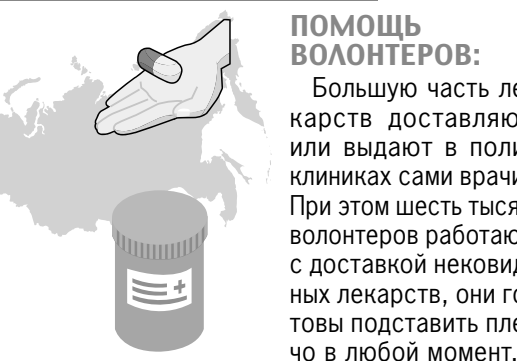 ПОМОЩЬ
ВОЛОНТЕРОВ:
Большую часть ле
карств доставляю
или выдают в поли
клиниках сами врачи
При этом шесть тыся
волонтеров работаю
с доставкой нековид
ных лекарств, они го
товы подставить пле
чо в любой момент.